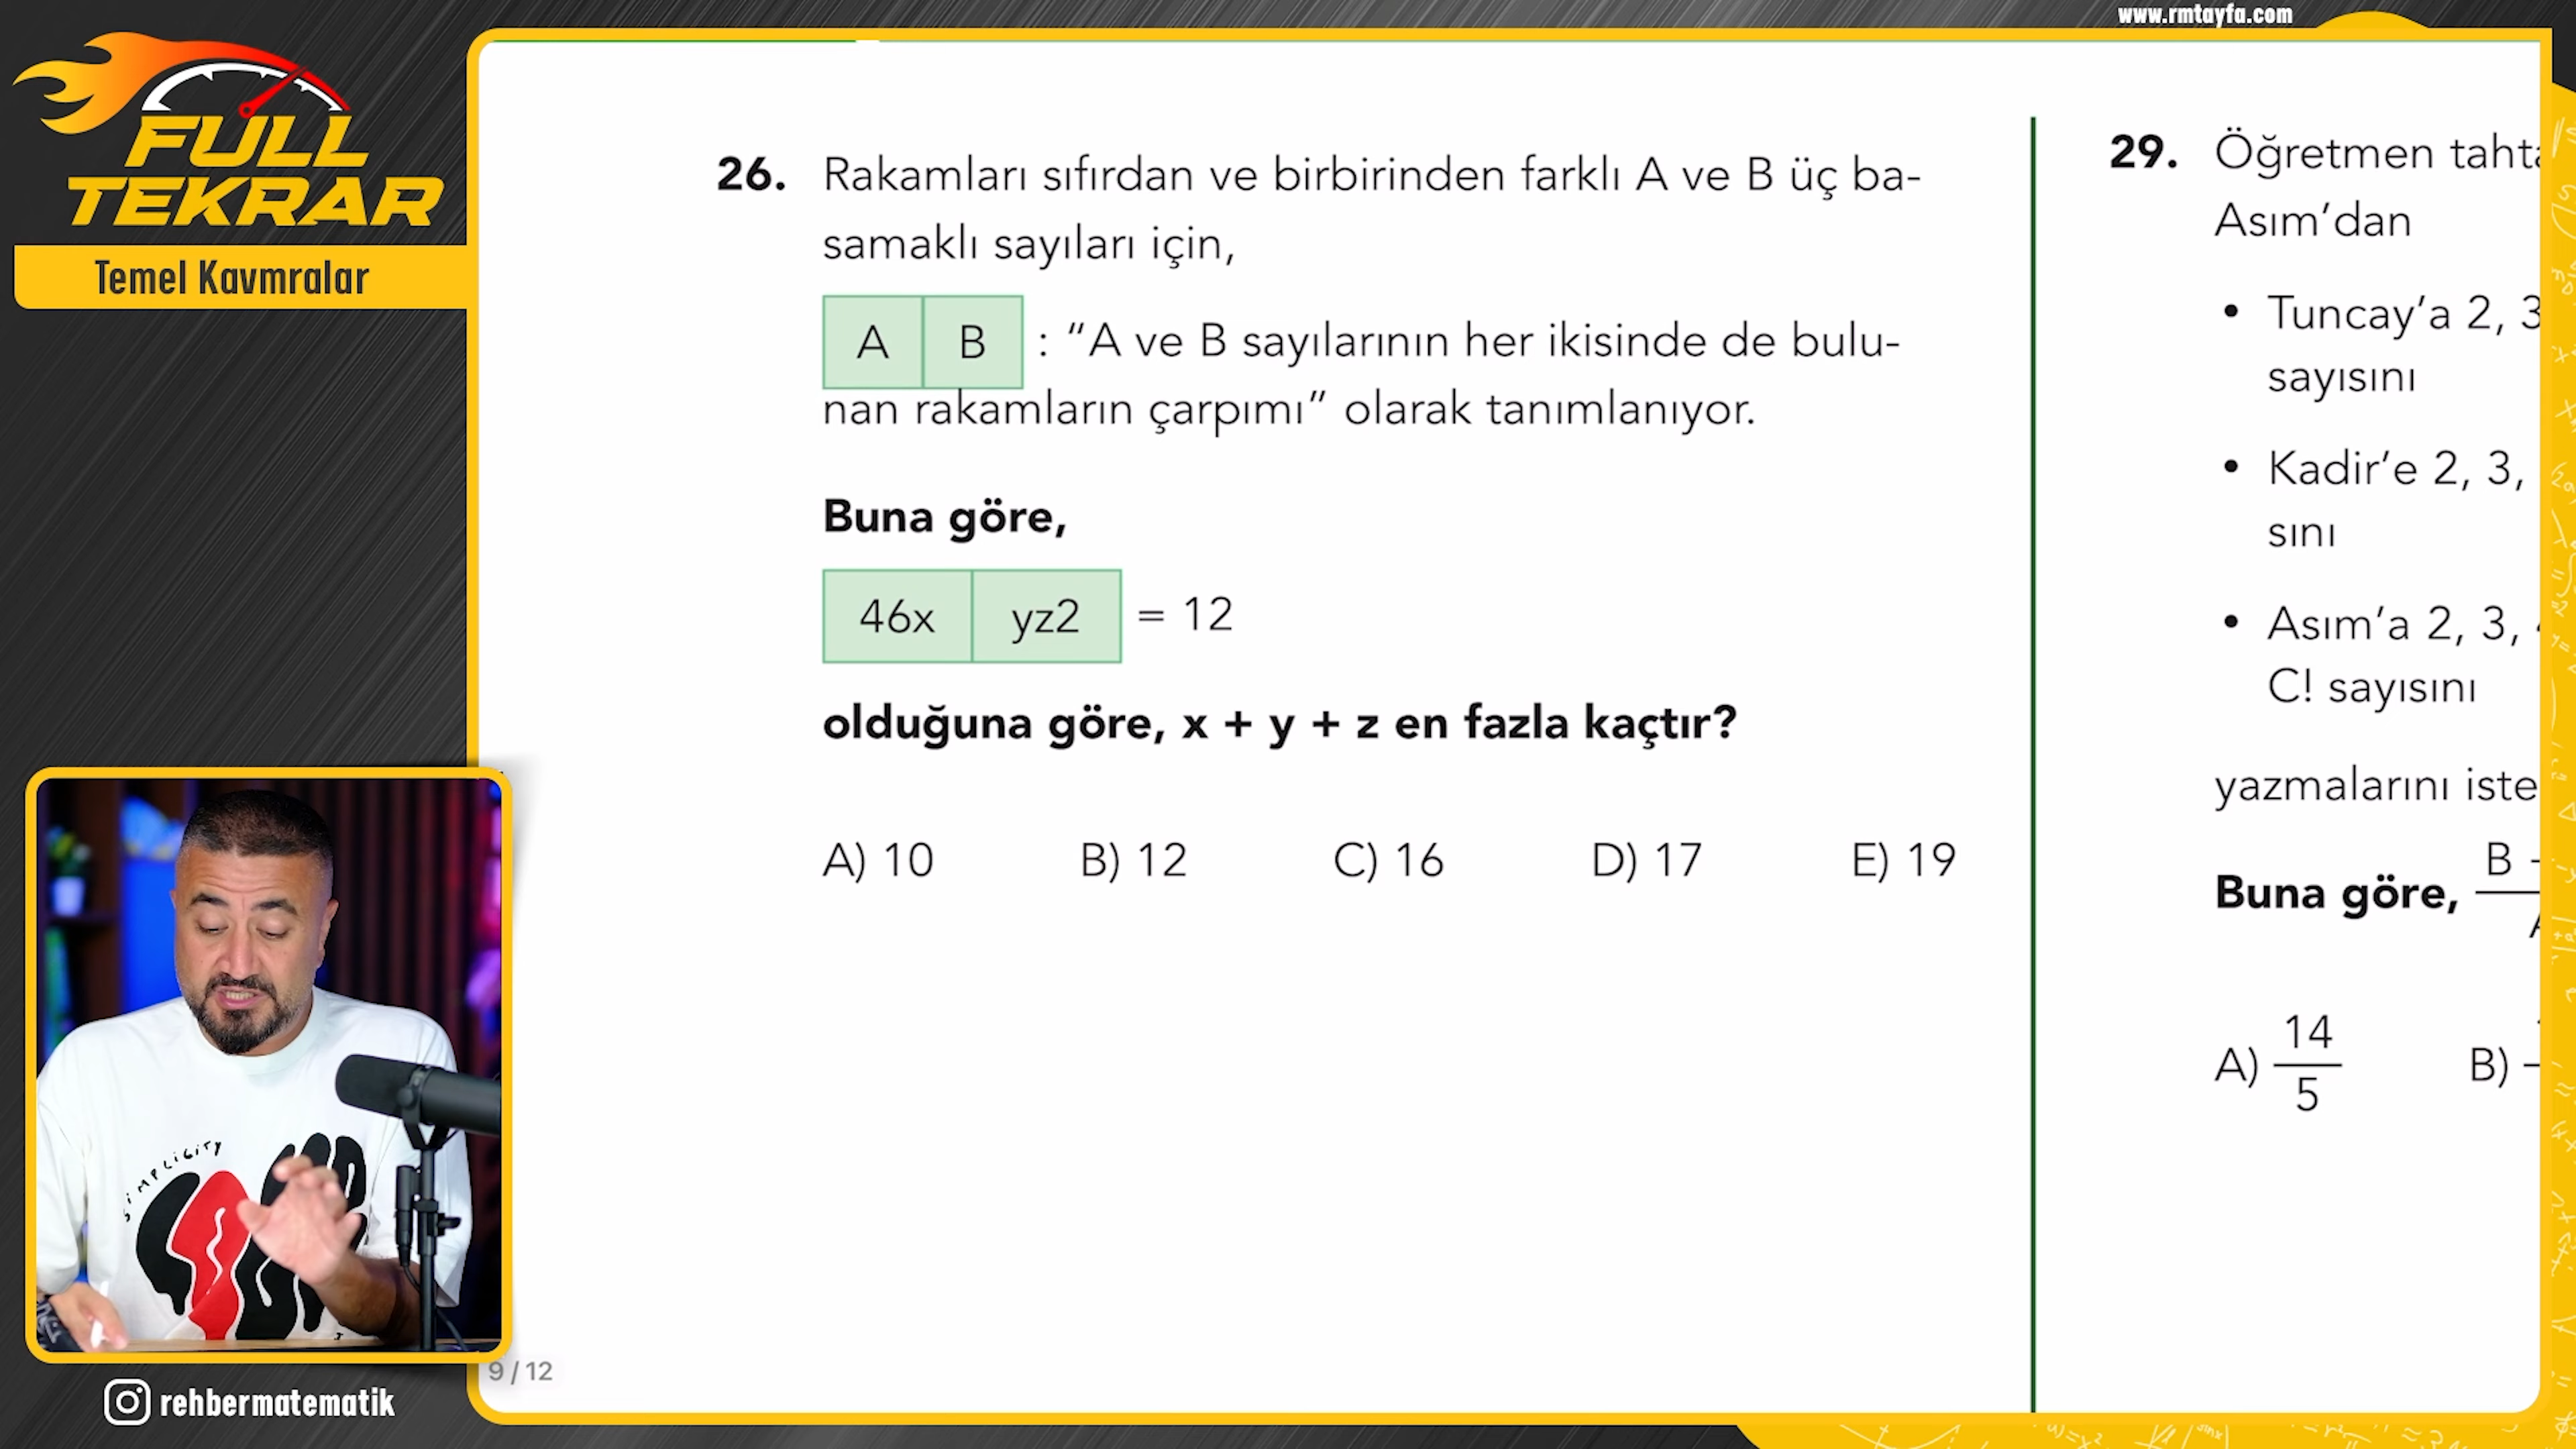 www.rmtayfa.com
FULL
TEKRAR
Temel Kavmralar
26. Rakamları sıfırdan ve birbirinden farklı A ve B üç ba-
samaklı sayıları için,
A B : “A ve B sayılarının her ikisinde de bulu-
nan rakamların çarpımı” olarak tanımlanıyor.
Buna göre,
46x yz2 = 12
olduğuna göre, x + y + z en fazla kaçtır?
A) 10 B) 12 C) 16 D) 17 E) 19
29. Öğretmen
Asım’dan
• Tuncay’a 2, 3
sayısını
• Kadir’e 2, 3,
sını
• Asım’a 2, 3,
C! sayısını
yazmalarını
Buna göre, B
A) 14/5 B)
SIMPLICITY
9 / 12
rehbermatematik